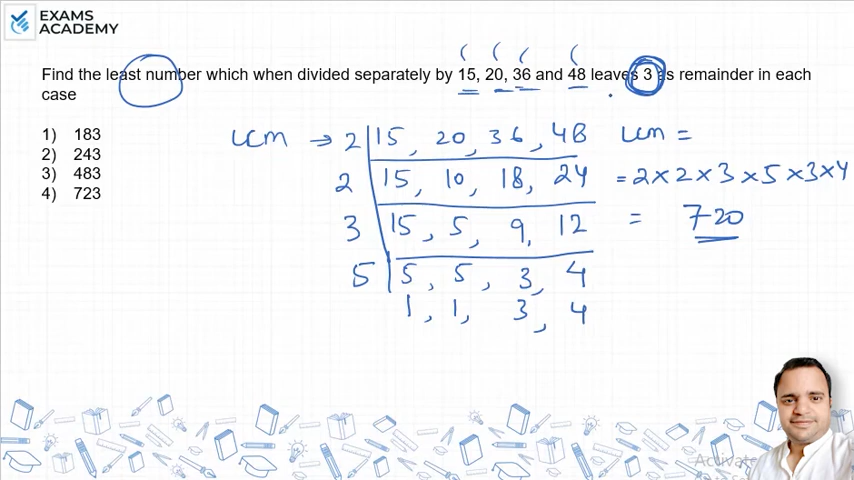 EXAMS
ACADEMY
Find the least number which when divided separately by 15, 20, 36 and 48 leaves 3 as remainder in each
case
1) 183
2) 243
3) 483
4) 723
LCM ⇒ 2 | 15, 20, 36, 48
2 | 15, 10, 18, 24
3 | 15, 5, 9, 12
5 | 5, 5, 3, 4
1, 1, 3, 4
LCM =
= 2 × 2 × 3 × 5 × 3 × 4
= 720
Activate